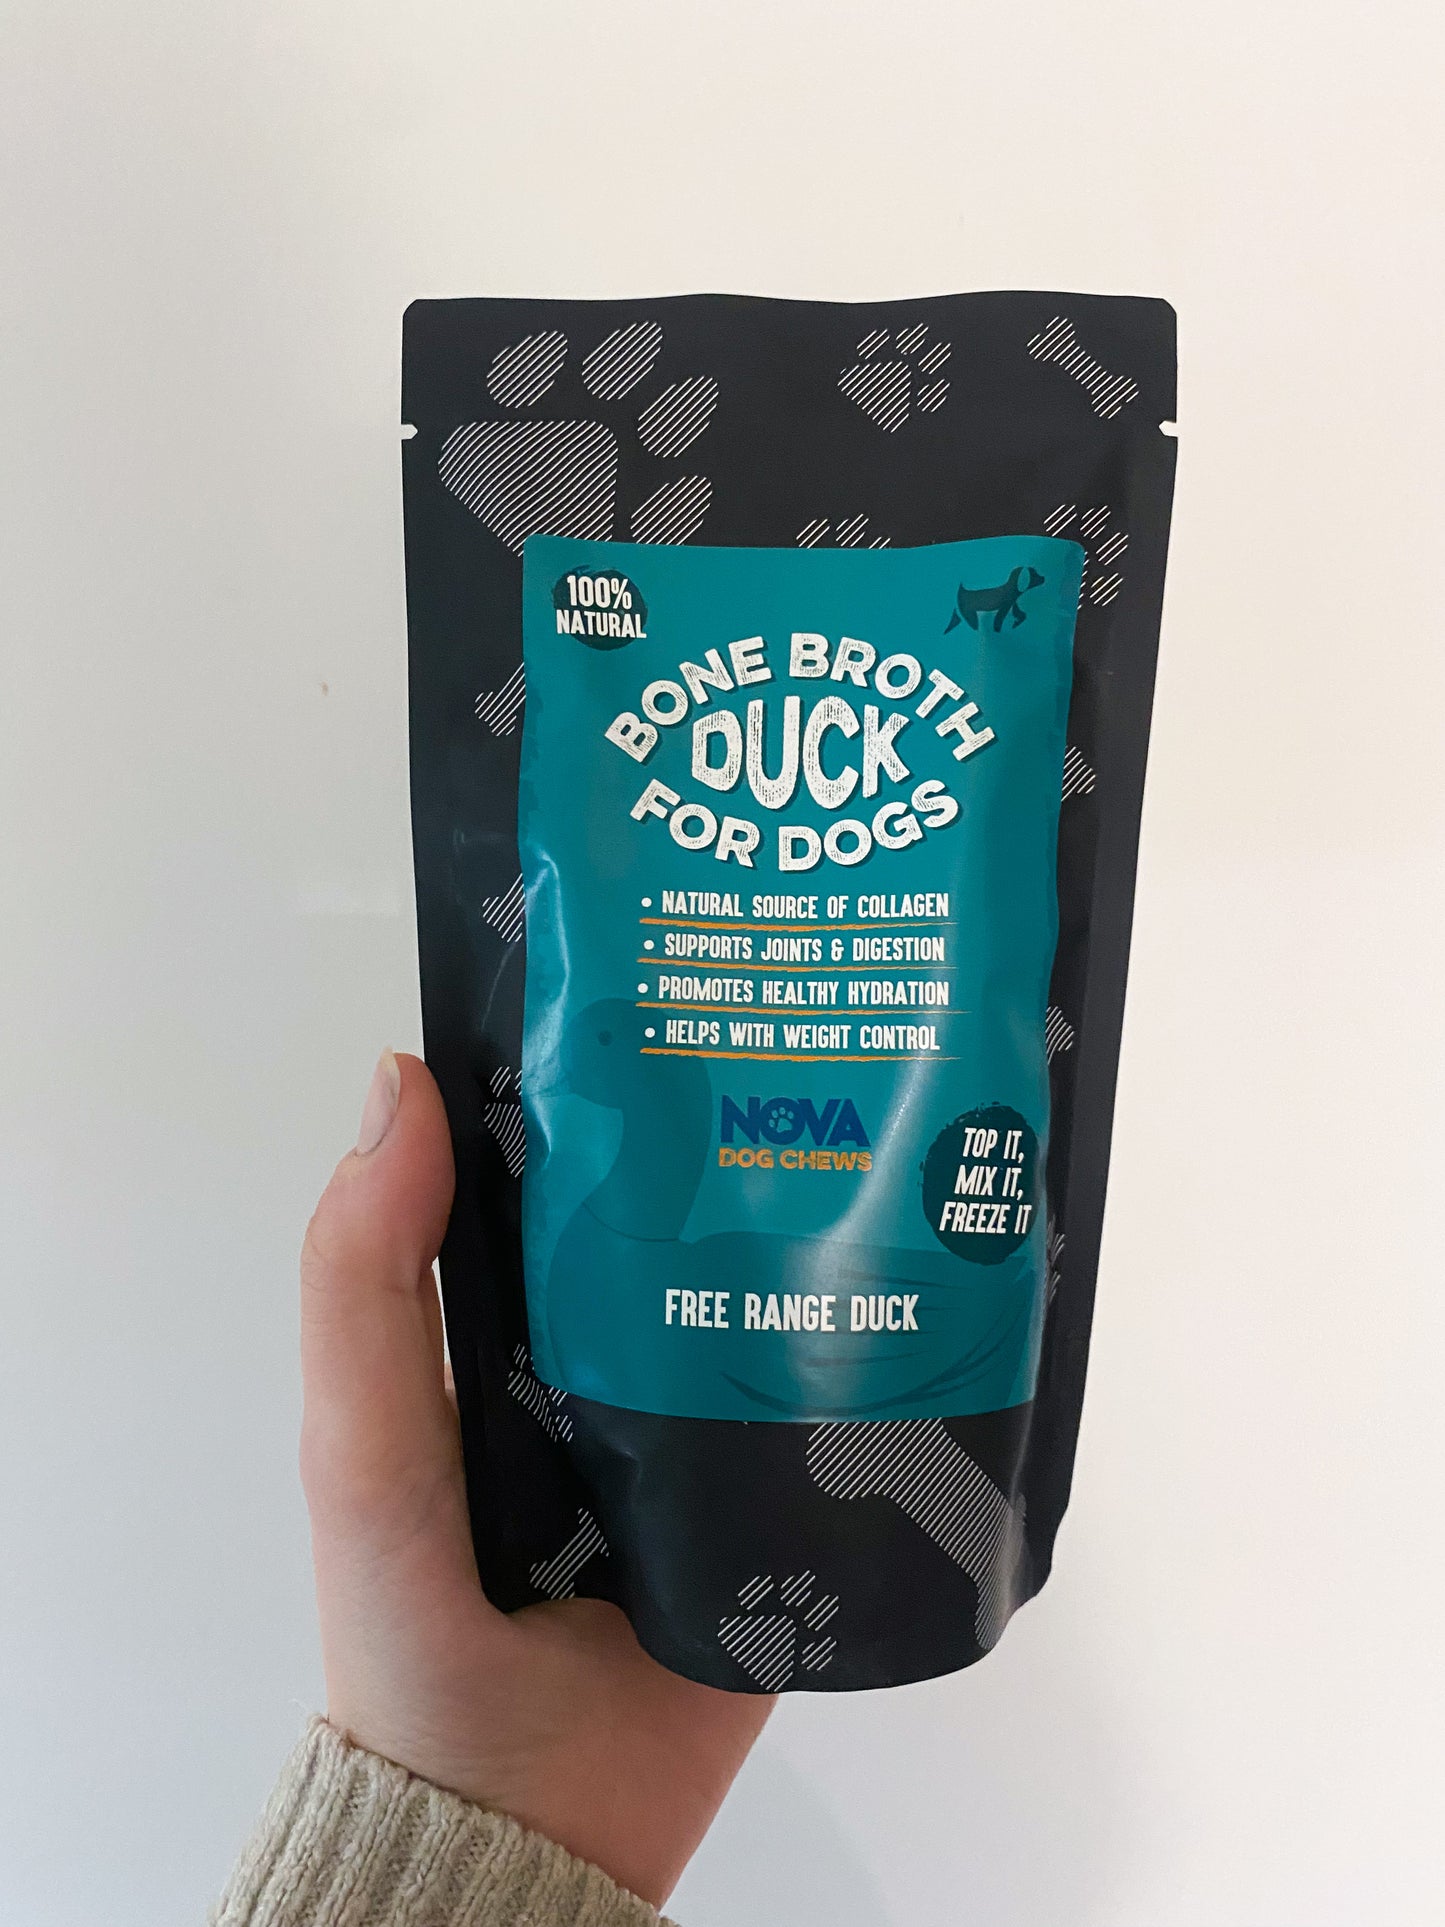 100%
NATURAL
BONE BROTH
DUCK
FOR DOGS
• NATURAL SOURCE OF COLLAGEN
• SUPPORTS JOINTS & DIGESTION
• PROMOTES HEALTHY HYDRATION
• HELPS WITH WEIGHT CONTROL
NOVA
DOG CHEWS
TOP IT,
MIX IT,
FREEZE IT
FREE RANGE DUCK